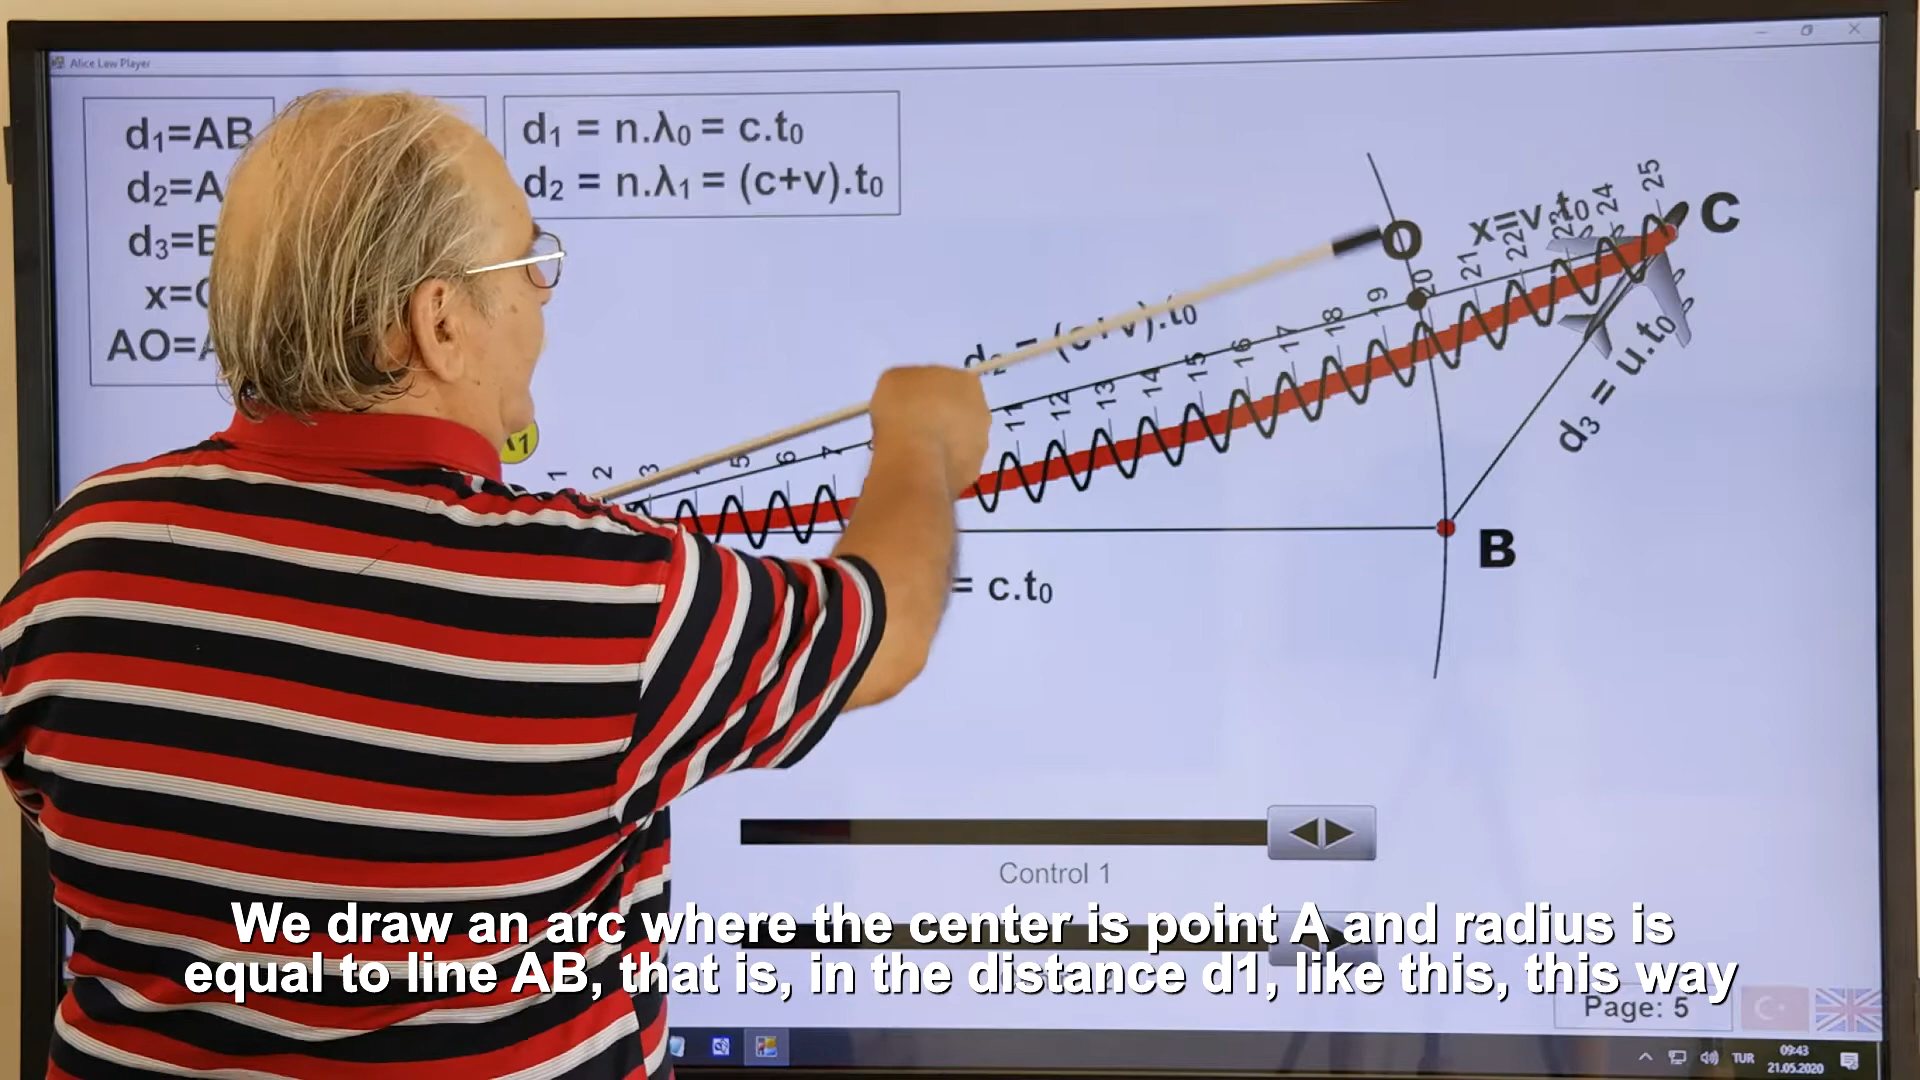 Alice Law Player
d₁=AB
d₂=A
d₃=
x=
AO=
d₁ = n.λ₀ = c.t₀
d₂ = n.λ₁ = (c+v).t₀
O
x=v.t₀
C
d₂ = (c+v).t₀
1 2 3 5 6 7 11 12 13 14 15 16 17 18 19 20 21 22 23 24 25
d₃ = u.t₀
B
= c.t₀
Control 1
We draw an arc where the center is point A and radius is
equal to line AB, that is, in the distance d1, like this, this way
Page: 5
TUR
09:43
21.05.2020